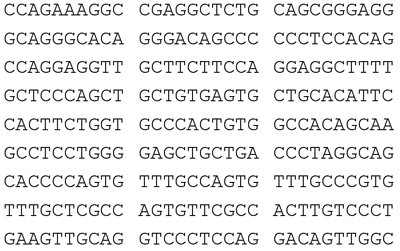 CCAGAAAGGC CGAGGCTCTG CAGCGGGAGG
GCAGGGCACA GGGACAGCCC CCCTCCACAG
CCAGGAGGTT GCTTCTTCCA GGAGGCTTTT
GCTCCCAGCT GCTGTGAGTG CTGCACATTC
CACTTCTGGT GCCCACTGTG GCCACAGCAA
GCCTCCTGGG GAGCTGCTGA CCCTAGGCAG
CACCCCAGTG TTTGCCAGTG TTTGCCCGTG
TTTGCTCGCC AGTGTTCGCC ACTTGTCCCT
GAAGTTGCAG GTCCCTCCAG GACAGTTGGC